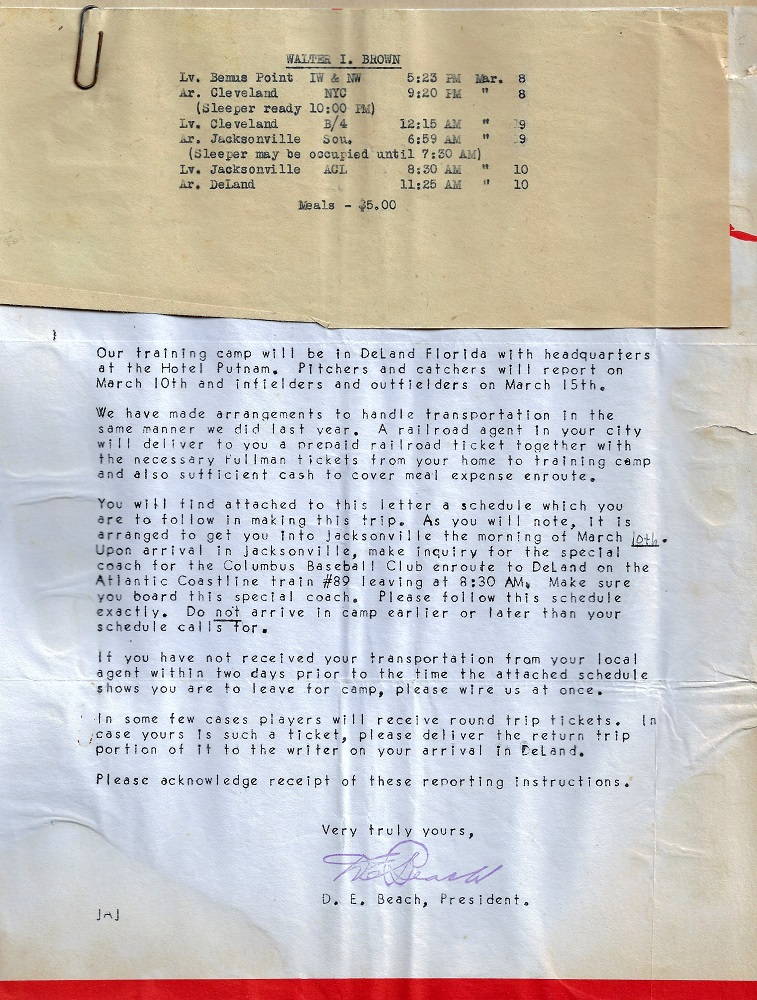 WALTER I. BROWN
Lv. Bemus Point IW & NW 5:23 PM Mar. 8
Ar. Cleveland NYC 9:20 PM " 8
(Sleeper ready 10:00 PM)
Lv. Cleveland B/4 12:15 AM " 9
Ar. Jacksonville Sou. 6:59 AM " 9
(Sleeper may be occupied until 7:30 AM)
Lv. Jacksonville ACL 8:30 AM " 10
Ar. DeLand 11:25 AM " 10
Meals - $5.00
Our training camp will be in DeLand Florida with headquarters
at the Hotel Putnam. Pitchers and catchers will report on
March 10th and infielders and outfielders on March 15th.
We have made arrangements to handle transportation in the
same manner we did last year. A railroad agent in your city
will deliver to you a prepaid railroad ticket together with
the necessary Pullman tickets from your home to training camp
and also sufficient cash to cover meal expense enroute.
You will find attached to this letter a schedule which you
are to follow in making this trip. As you will note, it is
arranged to get you into Jacksonville the morning of March 10th.
Upon arrival in Jacksonville, make inquiry for the special
coach for the Columbus Baseball Club enroute to DeLand on the
Atlantic Coastline train #89 leaving at 8:30 AM. Make sure
you board this special coach. Please follow this schedule
exactly. Do not arrive in camp earlier or later than your
schedule calls for.
If you have not received your transportation from your local
agent within two days prior to the time the attached schedule
shows you are to leave for camp, please wire us at once.
In some few cases players will receive round trip tickets. In
case yours is such a ticket, please deliver the return trip
portion of it to the writer on your arrival in DeLand.
Please acknowledge receipt of these reporting instructions.
Very truly yours,
D. E. Beach
D. E. Beach, President.
JAJ